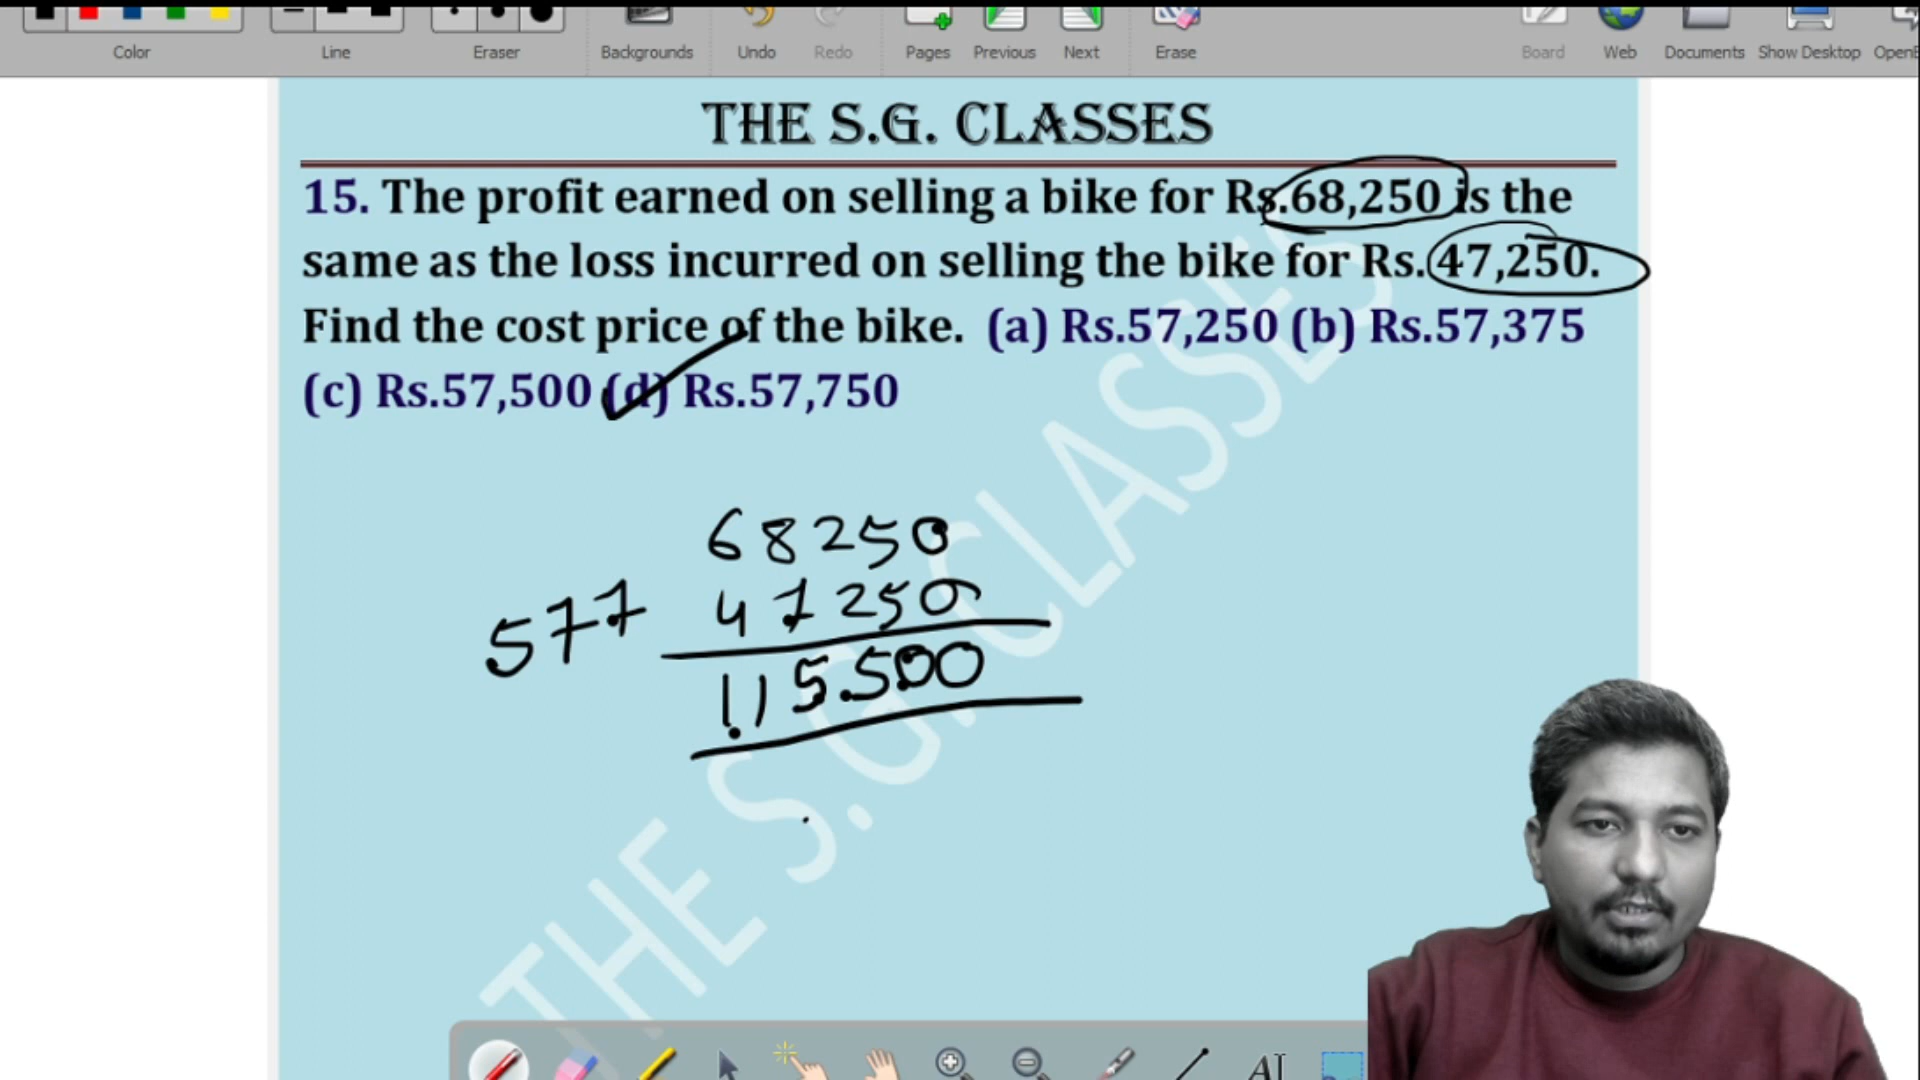 Color
Line
Eraser
Backgrounds
Undo
Redo
Pages
Previous
Next
Erase
Board
Web
Documents
Show Desktop
THE S.G. CLASSES
15. The profit earned on selling a bike for Rs.68,250 is the
same as the loss incurred on selling the bike for Rs.47,250.
Find the cost price of the bike. (a) Rs.57,250 (b) Rs.57,375
(c) Rs.57,500 (d) Rs.57,750
68250
577 47250
115.500
THE S.G. CLASSES